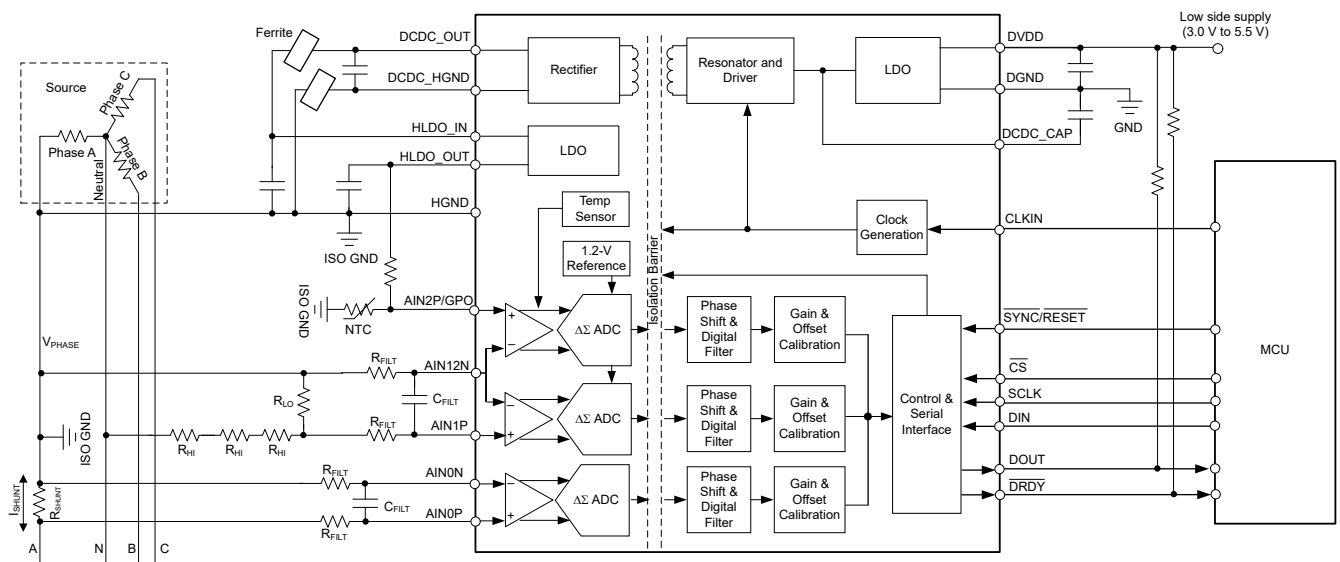 Ferrite
DCDC_OUT
DCDC_HGND
HLDO_IN
HLDO_OUT
HGND
ISO GND
Source
Phase C
Phase A
Phase B
Neutral
Rectifier
Resonator and
Driver
LDO
LDO
Temp
Sensor
1.2-V
Reference
Isolation Barrier
Clock
Generation
DVDD
DGND
DCDC_CAP
GND
Low side supply
(3.0 V to 5.5 V)
CLKIN
MCU
ISO GND
NTC
AIN2P/GPO
+
−
ΔΣ ADC
Phase
Shift &
Digital
Filter
Gain &
Offset
Calibration
SYNC/RESET
VPHASE
RFILT
AIN12N
RLO
CFILT
RFILT
AIN1P
ISO GND
RHI
RHI
RHI
−
+
ΔΣ ADC
Phase
Shift &
Digital
Filter
Gain &
Offset
Calibration
Control &
Serial
Interface
CS
SCLK
DIN
DOUT
DRDY
ISHUNT
RSHUNT
RFILT
AIN0N
CFILT
RFILT
AIN0P
−
+
ΔΣ ADC
Phase
Shift &
Digital
Filter
Gain &
Offset
Calibration
A
N
B
C